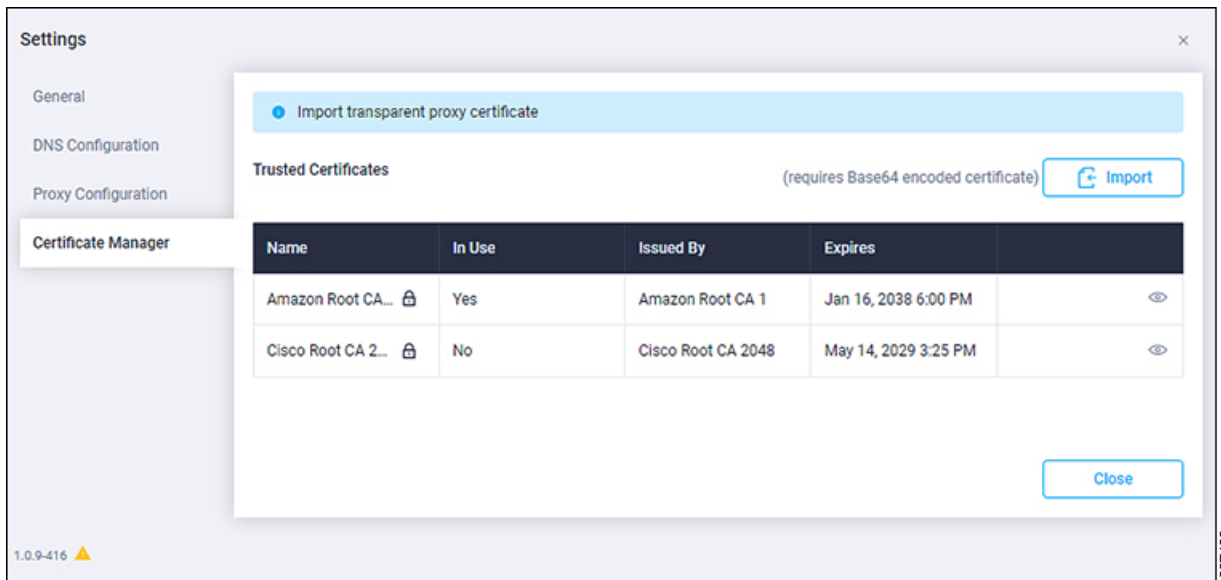 Settings
General
DNS Configuration
Proxy Configuration
Certificate Manager
Import transparent proxy certificate
Trusted Certificates
(requires Base64 encoded certificate) Import
Name In Use Issued By Expires
Amazon Root CA... Yes Amazon Root CA 1 Jan 16, 2038 6:00 PM
Cisco Root CA 2... No Cisco Root CA 2048 May 14, 2029 3:25 PM
Close
1.0.9-416